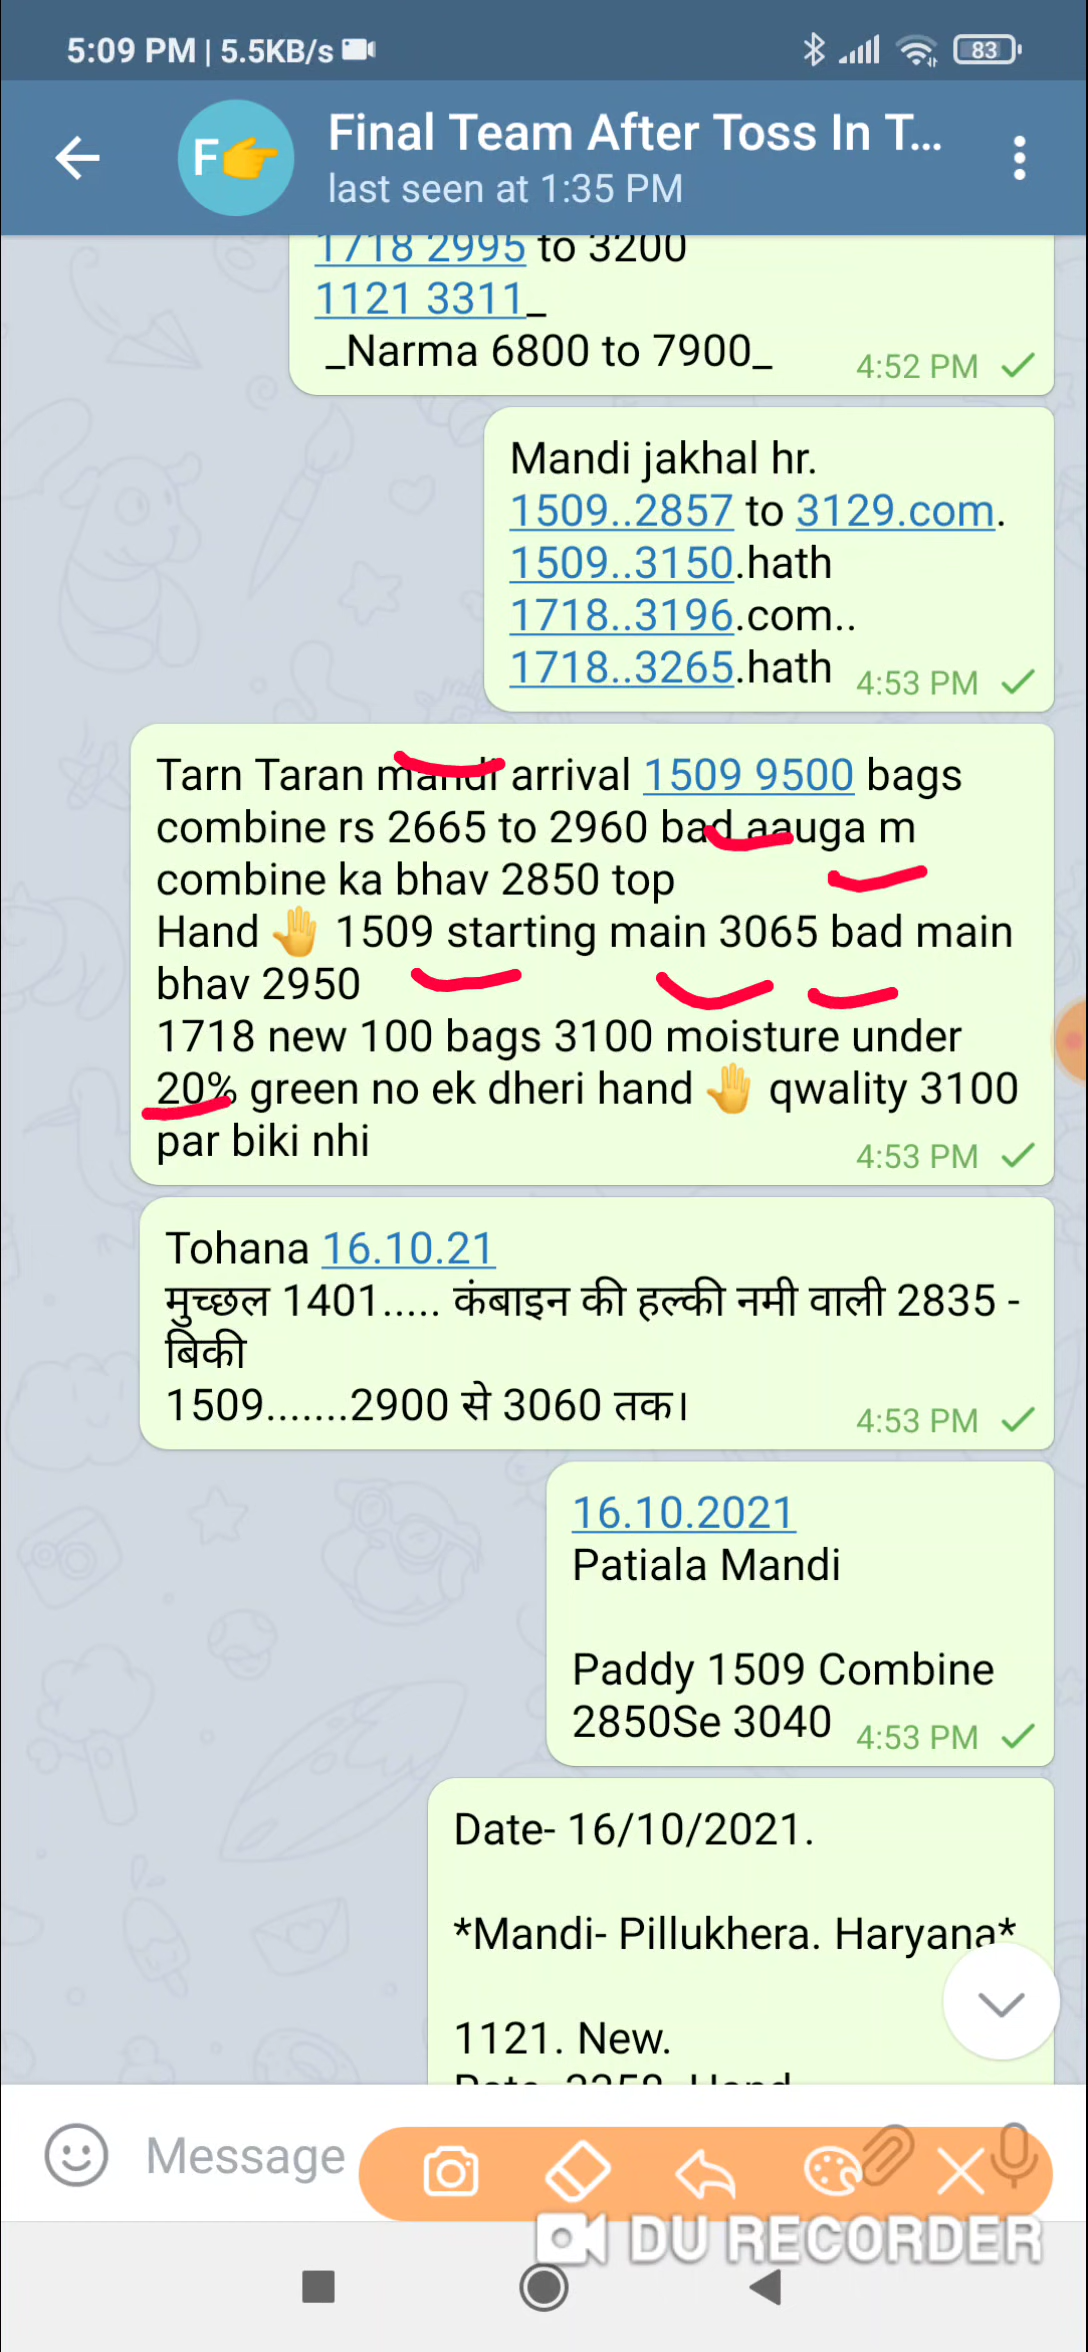 5:09 PM | 5.5KB/s
83
F👉 Final Team After Toss In T...
last seen at 1:35 PM
1718 2995 to 3200
1121 3311_
_Narma 6800 to 7900_
4:52 PM
Mandi jakhal hr.
1509..2857 to 3129.com.
1509..3150.hath
1718..3196.com..
1718..3265.hath
4:53 PM
Tarn Taran mandi arrival 1509 9500 bags
combine rs 2665 to 2960 bad aauga m
combine ka bhav 2850 top
Hand 🤚 1509 starting main 3065 bad main
bhav 2950
1718 new 100 bags 3100 moisture under
20% green no ek dheri hand 🤚 qwality 3100
par biki nhi
4:53 PM
Tohana 16.10.21
मुच्छल 1401..... कंबाइन की हल्की नमी वाली 2835 -
बिकी
1509.......2900 से 3060 तक।
4:53 PM
16.10.2021
Patiala Mandi
Paddy 1509 Combine
2850Se 3040
4:53 PM
Date- 16/10/2021.
*Mandi- Pillukhera. Haryana*
1121. New.
Message
DU RECORDER